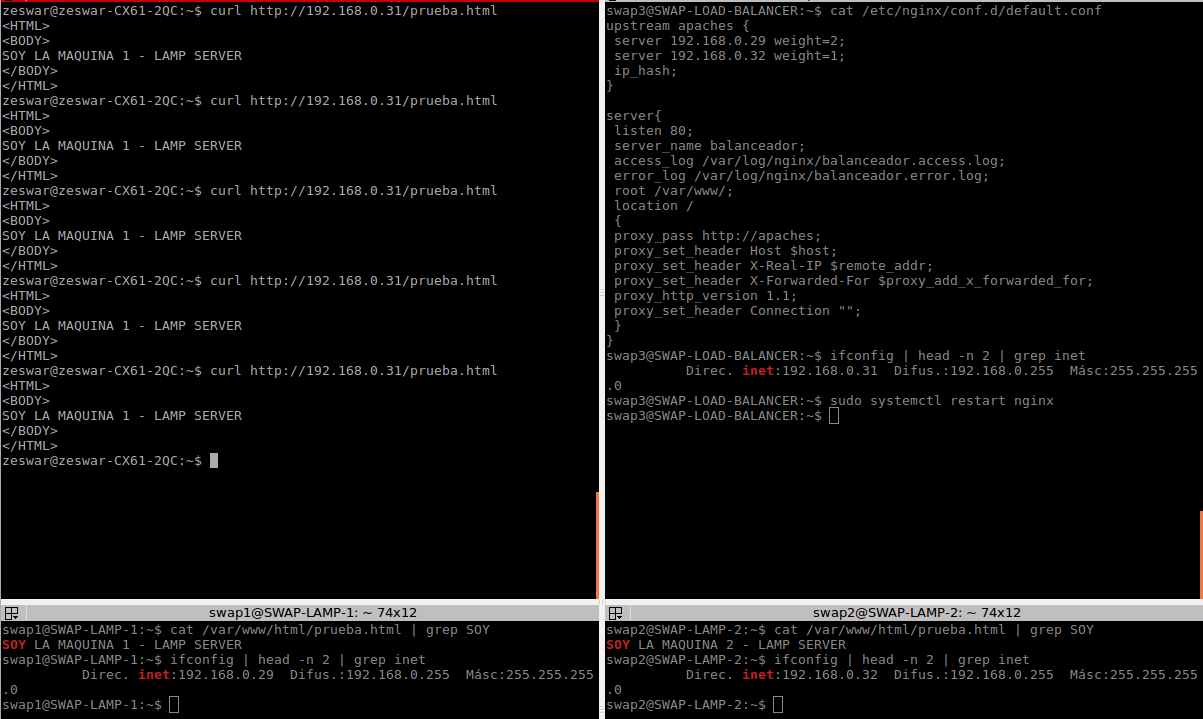 zeswar@zeswar-CX61-2QC:~$ curl http://192.168.0.31/prueba.html
<HTML>
<BODY>
SOY LA MAQUINA 1 - LAMP SERVER
</BODY>
</HTML>
zeswar@zeswar-CX61-2QC:~$ curl http://192.168.0.31/prueba.html
<HTML>
<BODY>
SOY LA MAQUINA 1 - LAMP SERVER
</BODY>
</HTML>
zeswar@zeswar-CX61-2QC:~$ curl http://192.168.0.31/prueba.html
<HTML>
<BODY>
SOY LA MAQUINA 1 - LAMP SERVER
</BODY>
</HTML>
zeswar@zeswar-CX61-2QC:~$ curl http://192.168.0.31/prueba.html
<HTML>
<BODY>
SOY LA MAQUINA 1 - LAMP SERVER
</BODY>
</HTML>
zeswar@zeswar-CX61-2QC:~$ curl http://192.168.0.31/prueba.html
<HTML>
<BODY>
SOY LA MAQUINA 1 - LAMP SERVER
</BODY>
</HTML>
zeswar@zeswar-CX61-2QC:~$
swap3@SWAP-LOAD-BALANCER:~$ cat /etc/nginx/conf.d/default.conf
upstream apaches {
 server 192.168.0.29 weight=2;
 server 192.168.0.32 weight=1;
 ip_hash;
}

server{
 listen 80;
 server_name balanceador;
 access_log /var/log/nginx/balanceador.access.log;
 error_log /var/log/nginx/balanceador.error.log;
 root /var/www/;
 location /
 {
 proxy_pass http://apaches;
 proxy_set_header Host $host;
 proxy_set_header X-Real-IP $remote_addr;
 proxy_set_header X-Forwarded-For $proxy_add_x_forwarded_for;
 proxy_http_version 1.1;
 proxy_set_header Connection "";
 }
}
swap3@SWAP-LOAD-BALANCER:~$ ifconfig | head -n 2 | grep inet
          Direc. inet:192.168.0.31  Difus.:192.168.0.255  Másc:255.255.255
.0
swap3@SWAP-LOAD-BALANCER:~$ sudo systemctl restart nginx
swap3@SWAP-LOAD-BALANCER:~$
swap1@SWAP-LAMP-1: ~ 74x12
swap1@SWAP-LAMP-1:~$ cat /var/www/html/prueba.html | grep SOY
SOY LA MAQUINA 1 - LAMP SERVER
swap1@SWAP-LAMP-1:~$ ifconfig | head -n 2 | grep inet
          Direc. inet:192.168.0.29  Difus.:192.168.0.255  Másc:255.255.255
.0
swap1@SWAP-LAMP-1:~$
swap2@SWAP-LAMP-2: ~ 74x12
swap2@SWAP-LAMP-2:~$ cat /var/www/html/prueba.html | grep SOY
SOY LA MAQUINA 2 - LAMP SERVER
swap2@SWAP-LAMP-2:~$ ifconfig | head -n 2 | grep inet
          Direc. inet:192.168.0.32  Difus.:192.168.0.255  Másc:255.255.255
.0
swap2@SWAP-LAMP-2:~$